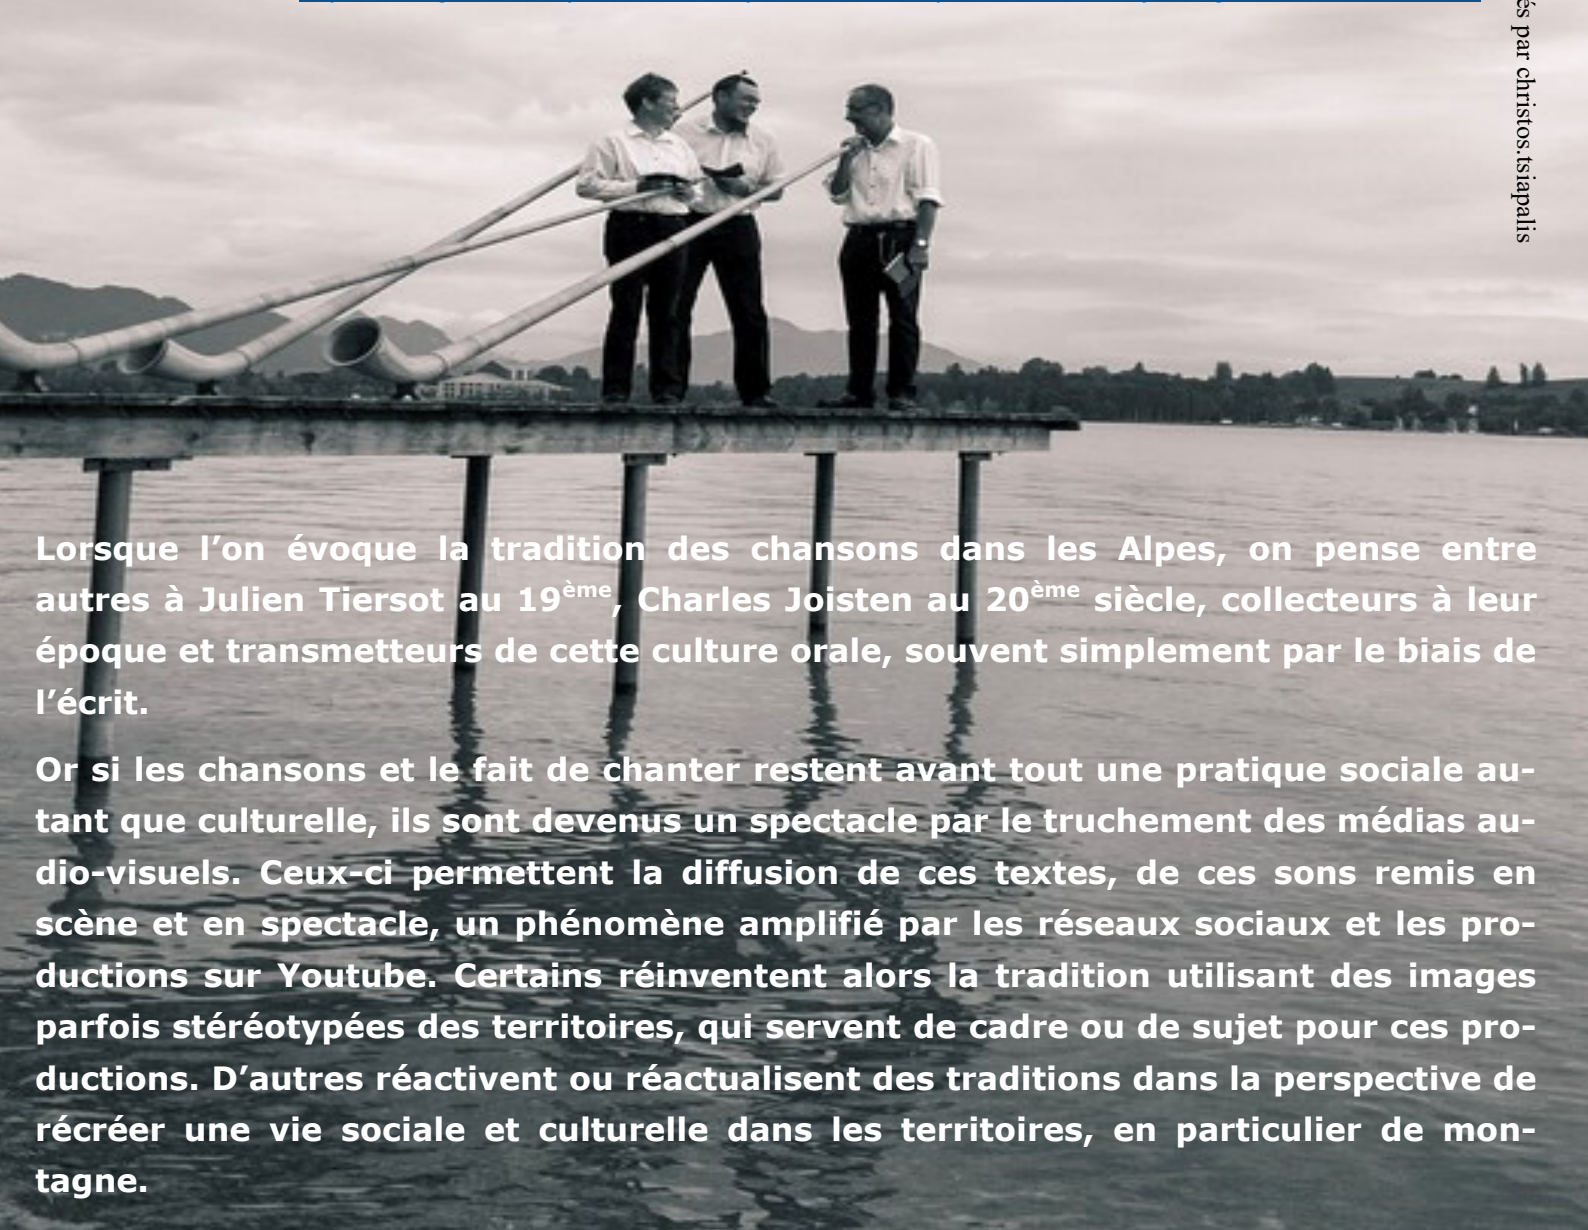 és par christos.tsiapalis
Lorsque l’on évoque la tradition des chansons dans les Alpes, on pense entre
autres à Julien Tiersot au 19ème, Charles Joisten au 20ème siècle, collecteurs à leur
époque et transmetteurs de cette culture orale, souvent simplement par le biais de
l’écrit.
Or si les chansons et le fait de chanter restent avant tout une pratique sociale au-
tant que culturelle, ils sont devenus un spectacle par le truchement des médias au-
dio-visuels. Ceux-ci permettent la diffusion de ces textes, de ces sons remis en
scène et en spectacle, un phénomène amplifié par les réseaux sociaux et les pro-
ductions sur Youtube. Certains réinventent alors la tradition utilisant des images
parfois stéréotypées des territoires, qui servent de cadre ou de sujet pour ces pro-
ductions. D’autres réactivent ou réactualisent des traditions dans la perspective de
récréer une vie sociale et culturelle dans les territoires, en particulier de mon-
tagne.